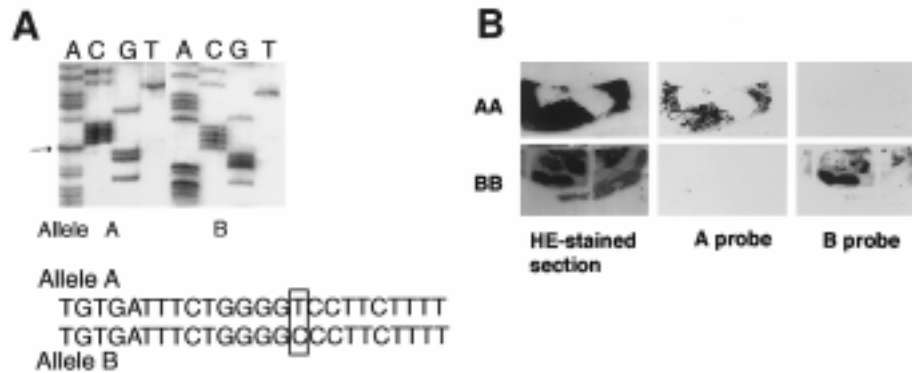 A
A C G T A C G T
Allele A B
Allele A
TGTGATTTCTGGGGTCCTTCTTTT
TGTGATTTCTGGGGCCCTTCTTTT
Allele B
B
AA
BB
HE-stained
section
A probe
B probe